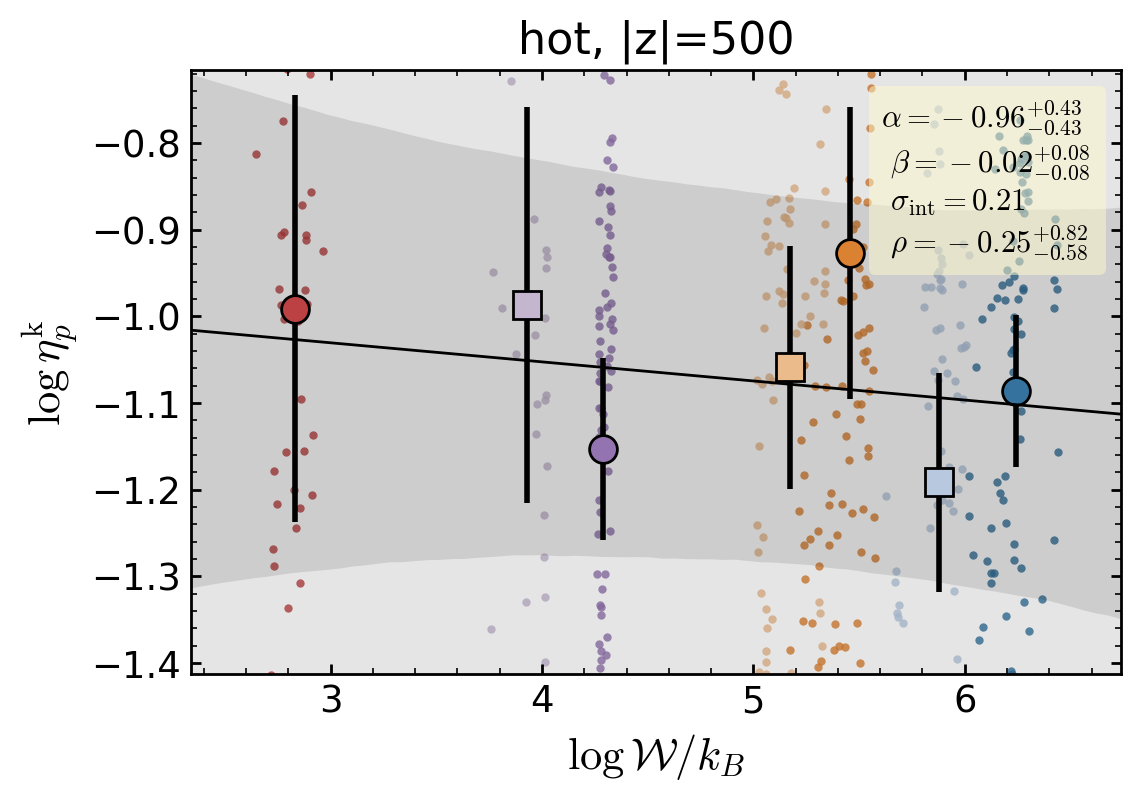 hot, |z|=500
α = − 0.96^{+0.43}_{−0.43}
β = − 0.02^{+0.08}_{−0.08}
σ_int = 0.21
ρ = − 0.25^{+0.82}_{−0.58}
log η_p^k
−0.8
−0.9
−1.0
−1.1
−1.2
−1.3
−1.4
3 4 5 6
log 𝒲/k_B